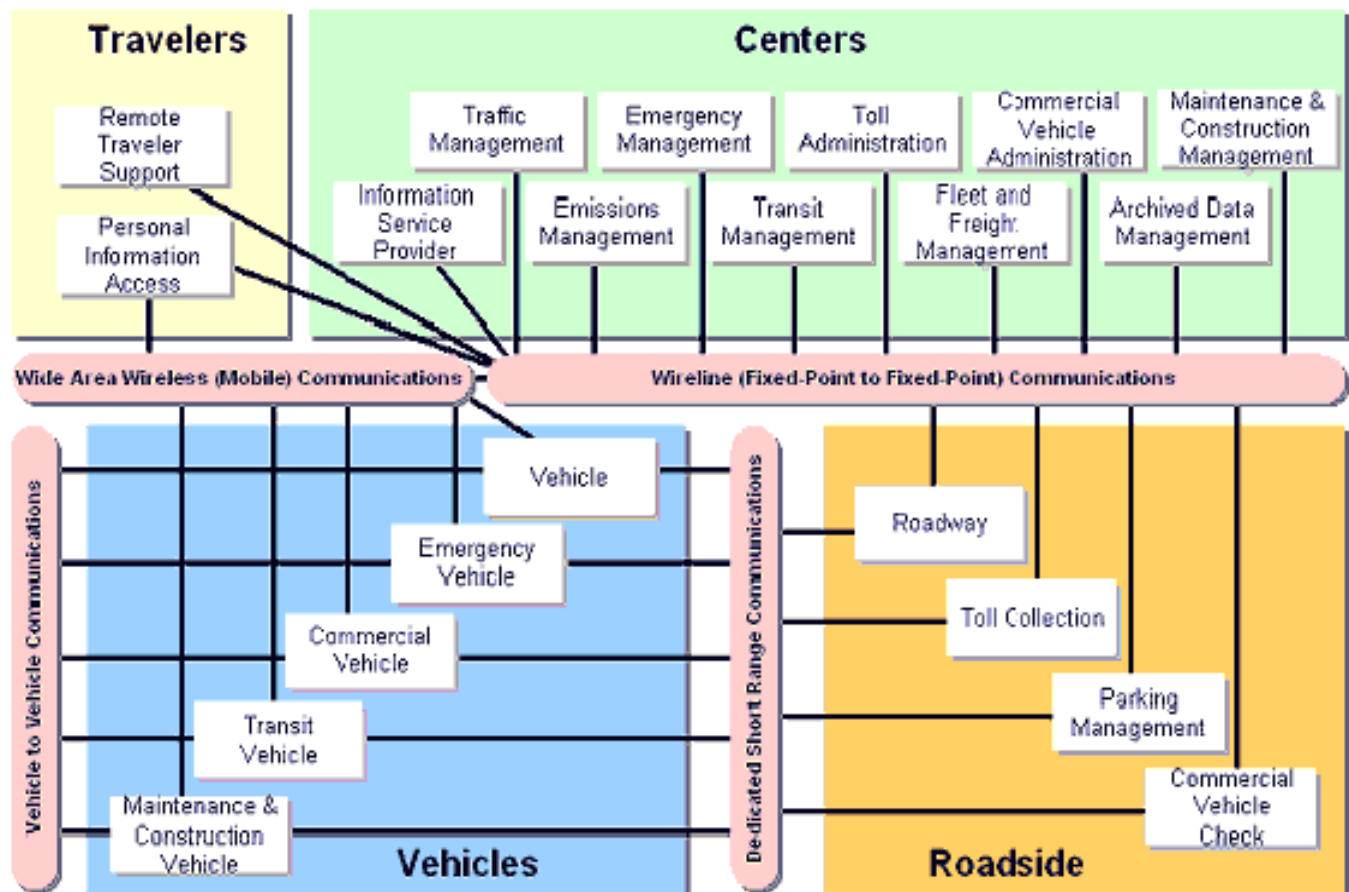 Travelers
Remote
Traveler
Support
Personal
Information
Access
Centers
Traffic
Management
Emergency
Management
Toll
Administration
Commercial
Vehicle
Administration
Maintenance &
Construction
Management
Information
Service
Provider
Emissions
Management
Transit
Management
Fleet and
Freight
Management
Archived Data
Management
Wide Area Wireless (Mobile) Communications
Wireline (Fixed-Point to Fixed-Point) Communications
Vehicle to Vehicle Communications
Vehicle
Emergency
Vehicle
Commercial
Vehicle
Transit
Vehicle
Maintenance &
Construction
Vehicle
Vehicles
Dedicated Short Range Communications
Roadway
Toll Collection
Parking
Management
Commercial
Vehicle
Check
Roadside